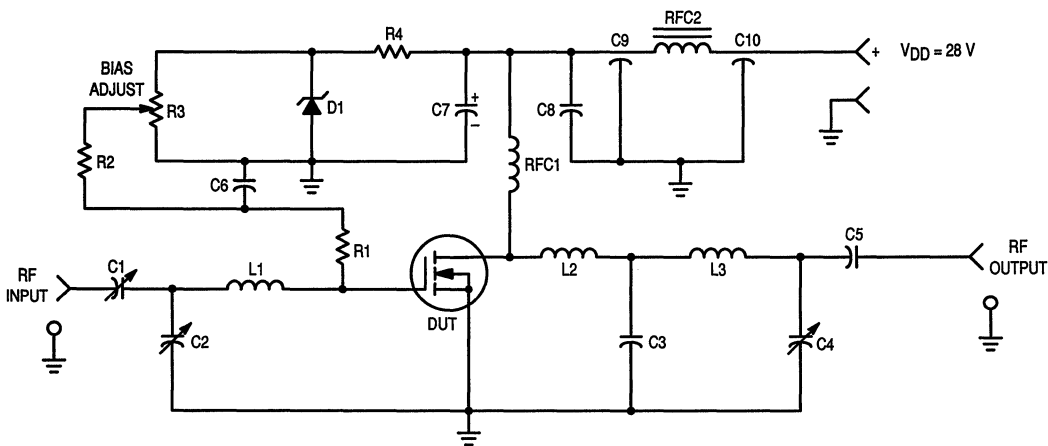 RFC2
R4
C9
C10
+
VDD = 28 V
BIAS
ADJUST
R3
D1
+
C7
–
C8
R2
C6
RFC1
R1
C5
RF
INPUT
C1
L1
L2
L3
RF
OUTPUT
C2
DUT
C3
C4